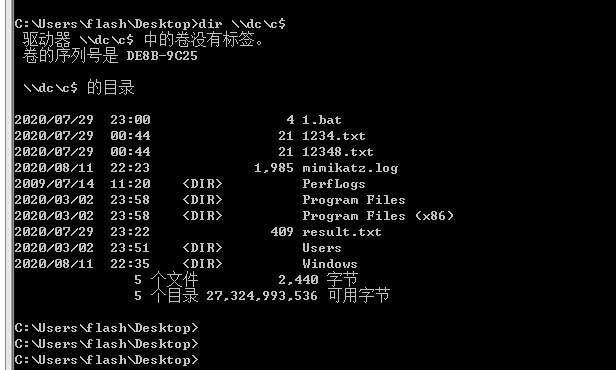 C:\Users\flash\Desktop>dir \\dc\c$
驱动器 \\dc\c$ 中的卷没有标签。
卷的序列号是 DE8B-9C25
\\dc\c$ 的目录
2020/07/29  23:00                 4 1.bat
2020/07/29  00:44                21 1234.txt
2020/07/29  00:44                21 12348.txt
2020/08/11  22:23             1,985 mimikatz.log
2009/07/14  11:20    <DIR>          PerfLogs
2020/03/02  23:58    <DIR>          Program Files
2020/03/02  23:58    <DIR>          Program Files (x86)
2020/07/29  23:22               409 result.txt
2020/03/02  23:51    <DIR>          Users
2020/08/11  22:35    <DIR>          Windows
5 个文件          2,440 字节
5 个目录 27,324,993,536 可用字节
C:\Users\flash\Desktop>
C:\Users\flash\Desktop>
C:\Users\flash\Desktop>